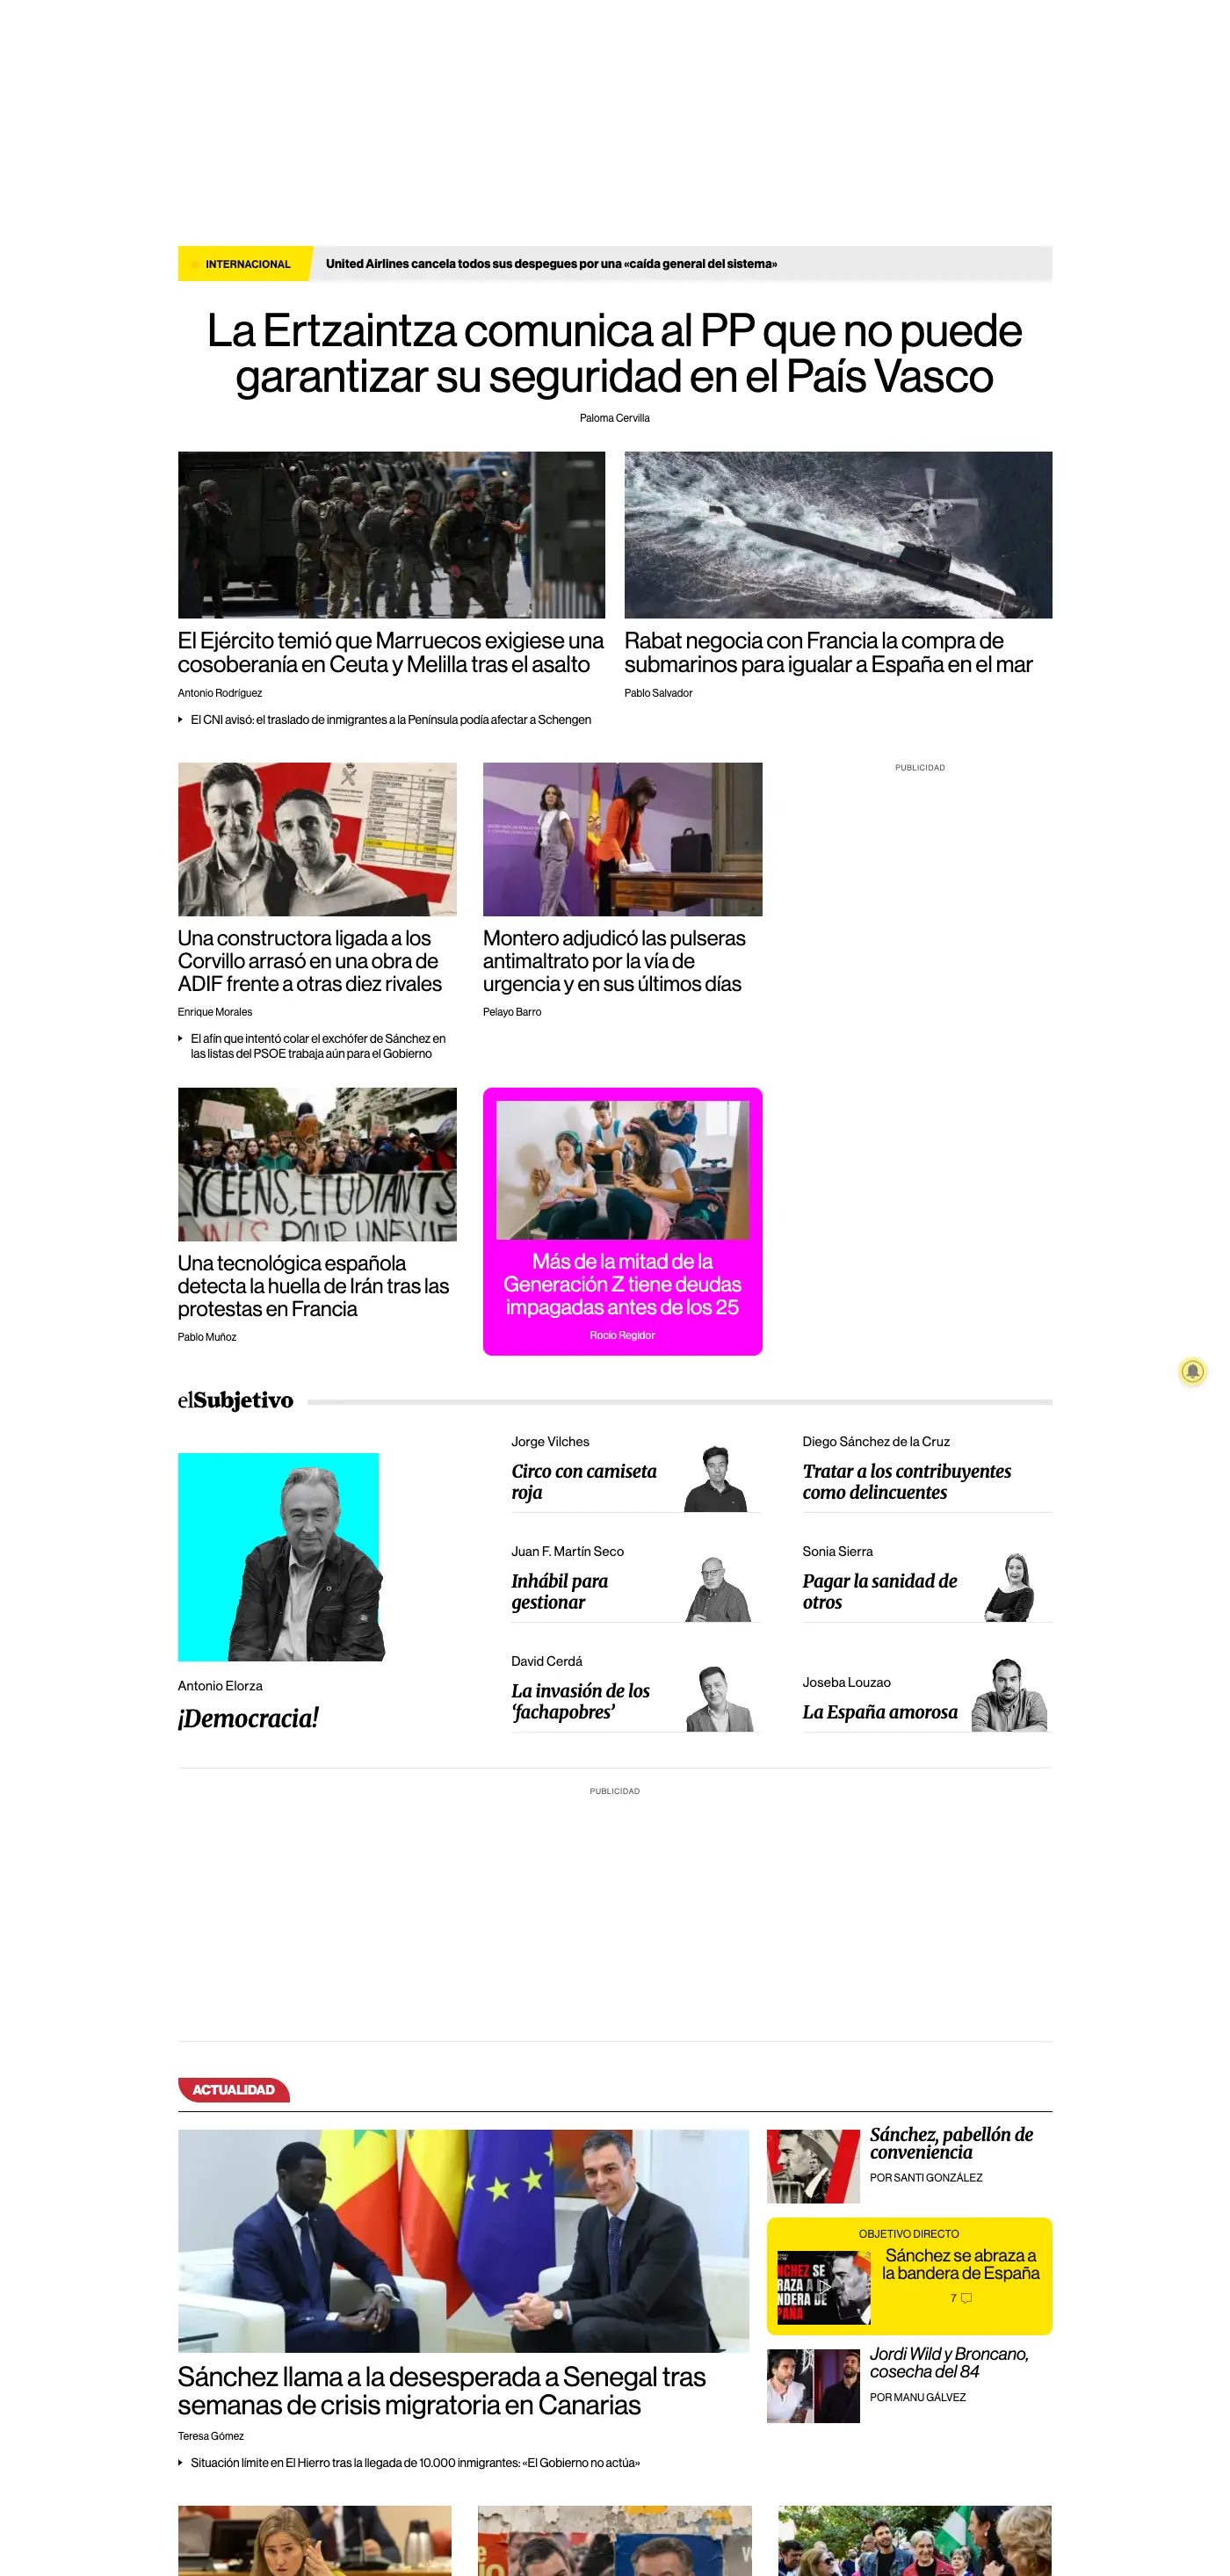 INTERNACIONAL
United Airlines cancela todos sus despegues por una «caída general del sistema»
La Ertzaintza comunica al PP que no puede
garantizar su seguridad en el País Vasco
Paloma Cervilla
El Ejército temió que Marruecos exigiese una
cosoberanía en Ceuta y Melilla tras el asalto
Antonio Rodríguez
El CNI avisó: el traslado de inmigrantes a la Península podía afectar a Schengen
Rabat negocia con Francia la compra de
submarinos para igualar a España en el mar
Pablo Salvador
Una constructora ligada a los
Corvillo arrasó en una obra de
ADIF frente a otras diez rivales
Enrique Morales
El afín que intentó colar el exchófer de Sánchez en
las listas del PSOE trabaja aún para el Gobierno
Montero adjudicó las pulseras
antimaltrato por la vía de
urgencia y en sus últimos días
Pelayo Barro
PUBLICIDAD
LYCEENS, ETUDIANTS
UNIS POUR UNE VIE
Una tecnológica española
detecta la huella de Irán tras las
protestas en Francia
Pablo Muñoz
Más de la mitad de la
Generación Z tiene deudas
impagadas antes de los 25
Rocío Regidor
elSubjetivo
Antonio Elorza
¡Democracia!
Jorge Vilches
Circo con camiseta
roja
Diego Sánchez de la Cruz
Tratar a los contribuyentes
como delincuentes
Juan F. Martín Seco
Inhábil para
gestionar
Sonia Sierra
Pagar la sanidad de
otros
David Cerdá
La invasión de los
‘fachapobres’
Joseba Louzao
La España amorosa
PUBLICIDAD
ACTUALIDAD
Sánchez llama a la desesperada a Senegal tras
semanas de crisis migratoria en Canarias
Teresa Gómez
Situación límite en El Hierro tras la llegada de 10.000 inmigrantes: «El Gobierno no actúa»
Sánchez, pabellón de
conveniencia
POR SANTI GONZÁLEZ
OBJETIVO DIRECTO
NCHEZ SE
RAZA A
NDERA DE
PAÑA
Sánchez se abraza a
la bandera de España
7
Jordi Wild y Broncano,
cosecha del 84
POR MANU GÁLVEZ